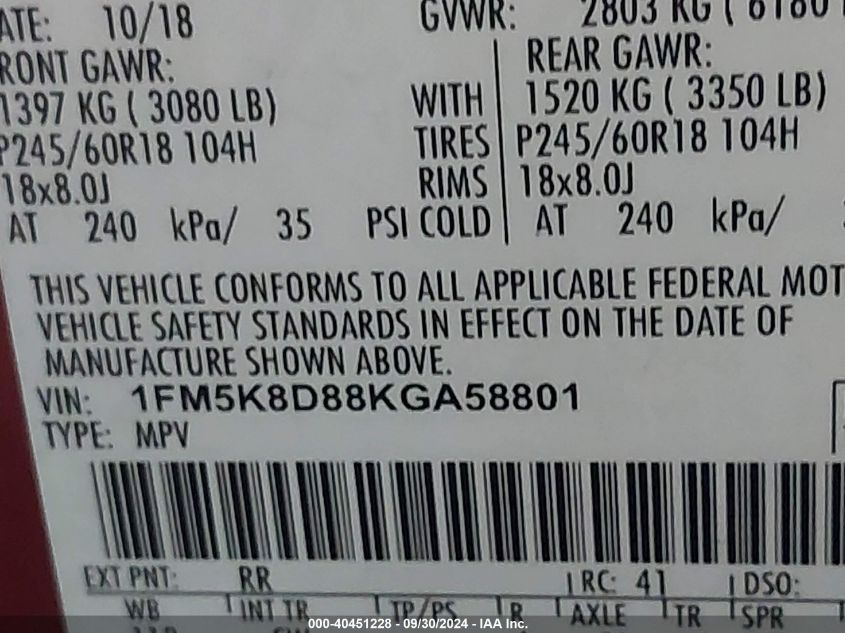 ATE: 10/18 GVWR: 2803 KG ( 6180
RONT GAWR: REAR GAWR:
1397 KG ( 3080 LB) WITH 1520 KG ( 3350 LB)
P245/60R18 104H TIRES P245/60R18 104H
18x8.0J RIMS 18x8.0J
AT 240 kPa/ 35 PSI COLD AT 240 kPa/
THIS VEHICLE CONFORMS TO ALL APPLICABLE FEDERAL MOT
VEHICLE SAFETY STANDARDS IN EFFECT ON THE DATE OF
MANUFACTURE SHOWN ABOVE.
VIN: 1FM5K8D88KGA58801
TYPE: MPV
EXT PNT: RR RC: 41 DSO:
WB INT TR TP/PS R AXLE TR SPR
000-40451228 - 09/30/2024 - IAA Inc.